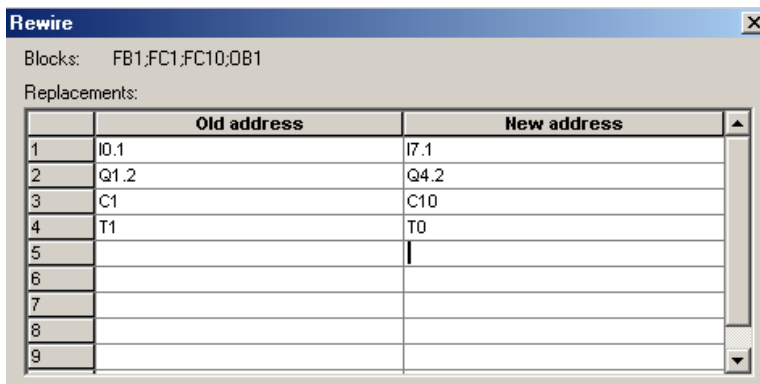 Rewire
Blocks: FB1;FC1;FC10;OB1
Replacements:
Old address New address
1 I0.1 I7.1
2 Q1.2 Q4.2
3 C1 C10
4 T1 T0
5
6
7
8
9